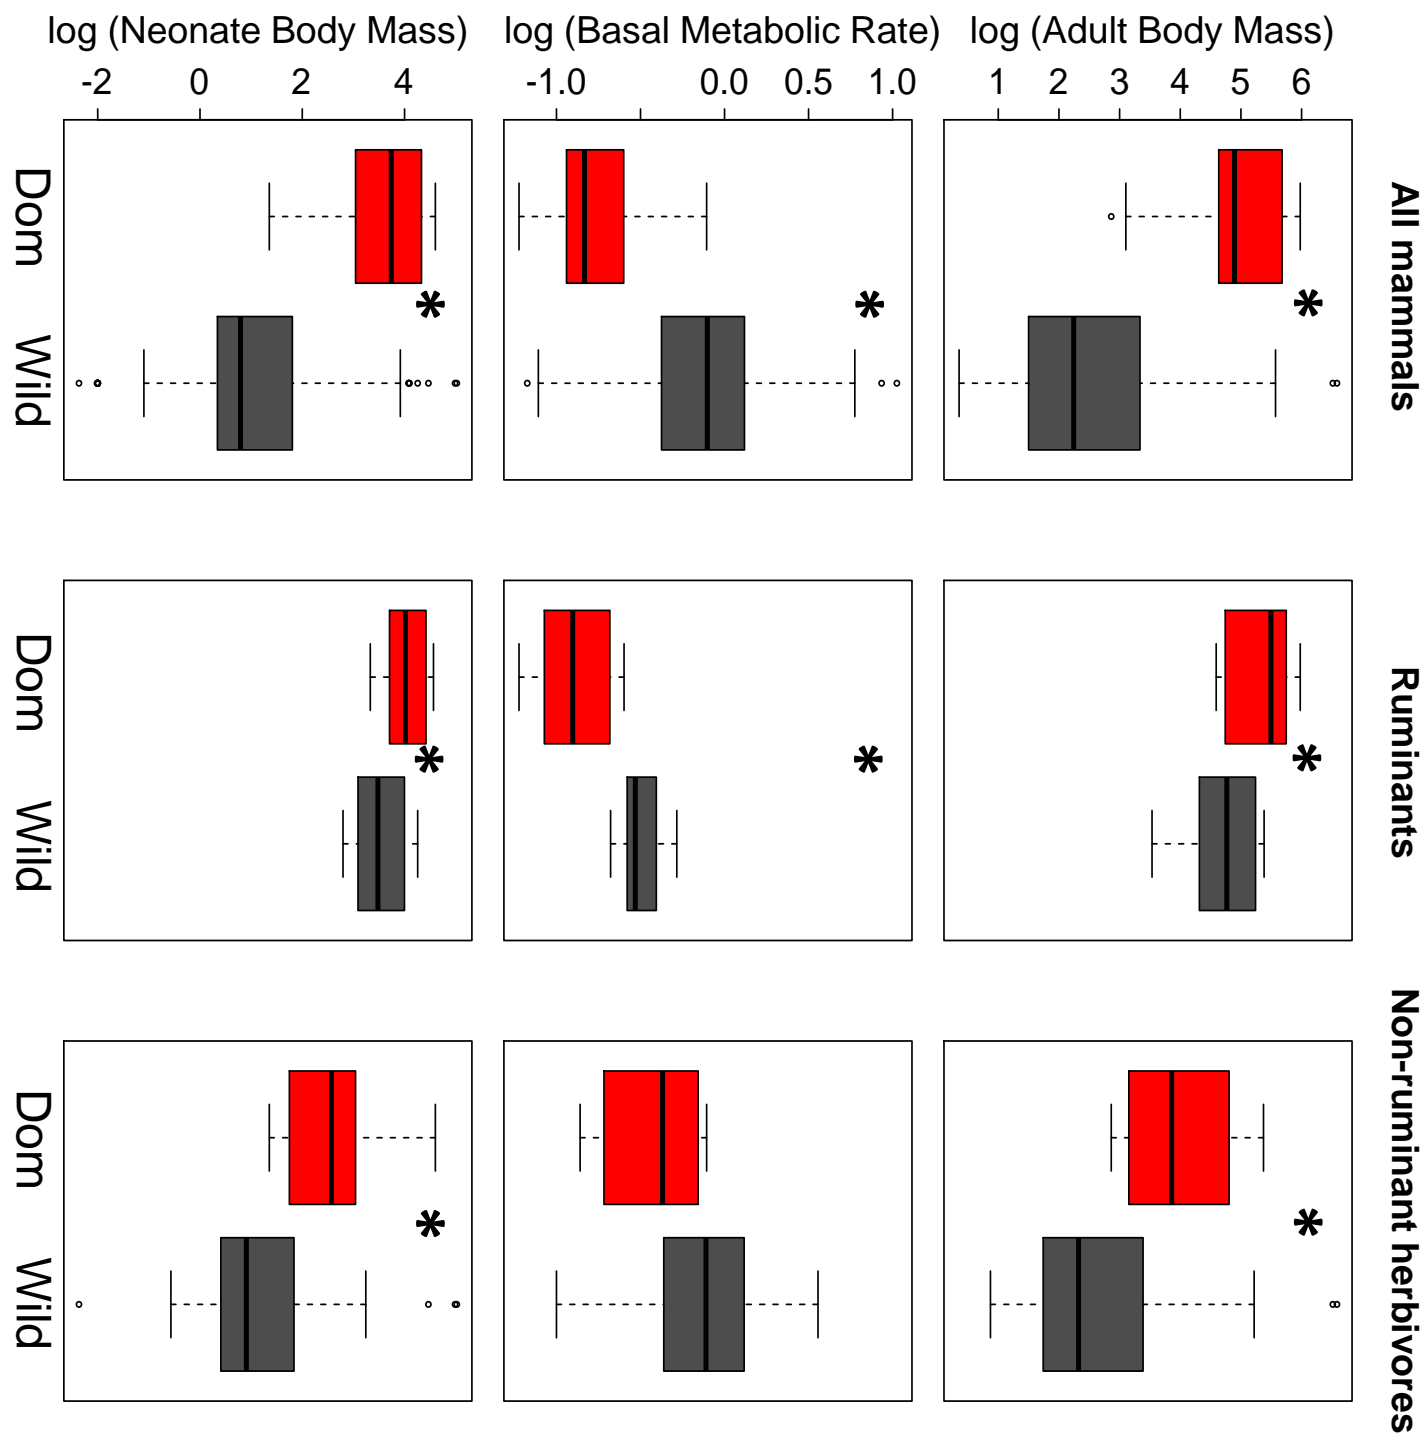 log (Neonate Body Mass) log (Basal Metabolic Rate) log (Adult Body Mass)
-2 0 2 4 -1.0 0.0 0.5 1.0 1 2 3 4 5 6
All mammals
Dom Wild
Ruminants
Dom Wild
Non-ruminant herbivores
Dom Wild